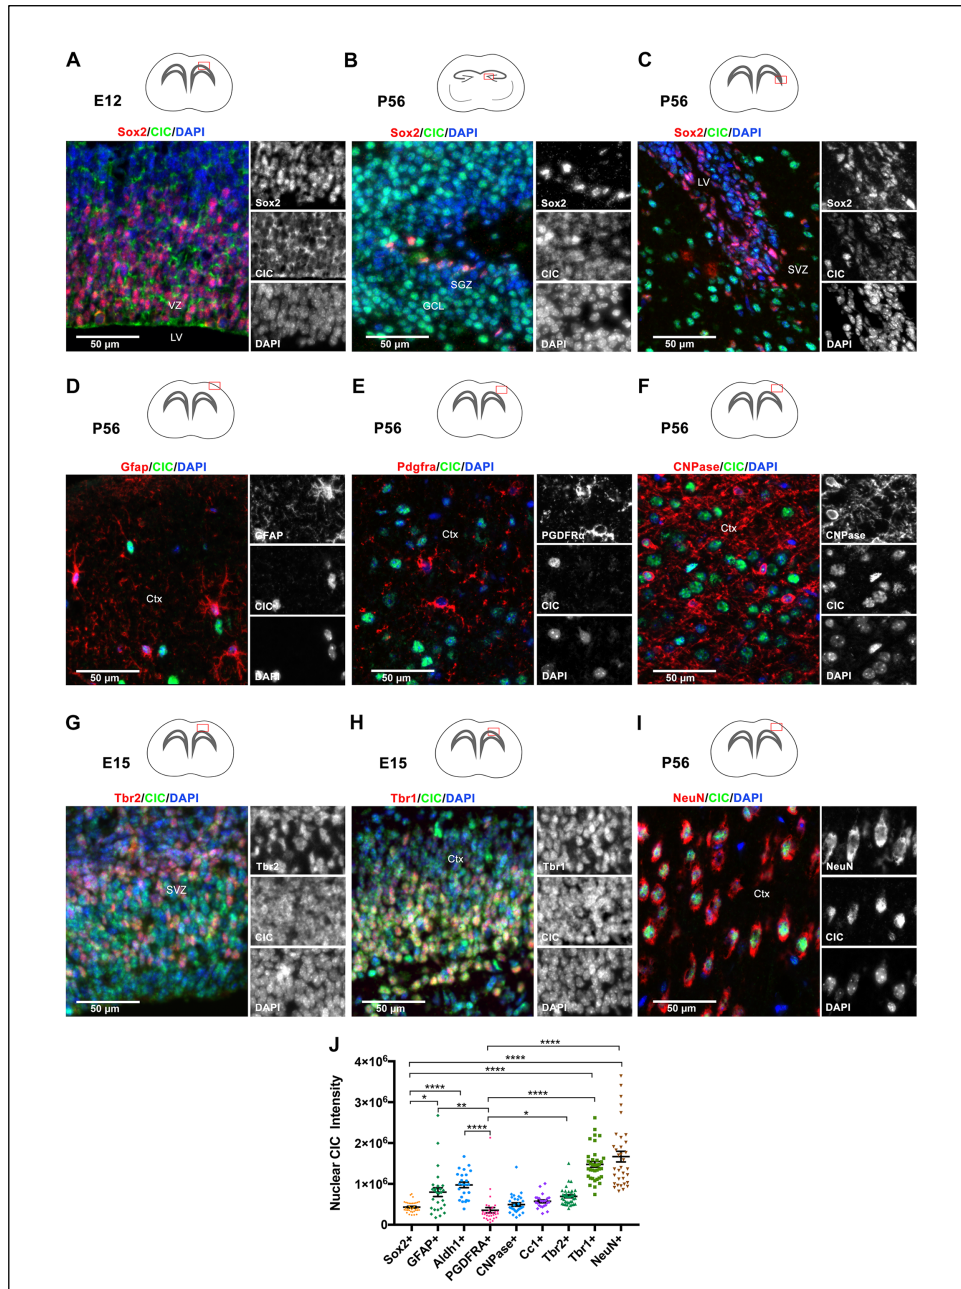 A
E12
Sox2/CIC/DAPI
VZ
LV
50 μm
Sox2
CIC
DAPI
B
P56
Sox2/CIC/DAPI
SGZ
GCL
50 μm
Sox2
CIC
DAPI
C
P56
Sox2/CIC/DAPI
LV
SVZ
50 μm
Sox2
CIC
DAPI
D
P56
Gfap/CIC/DAPI
Ctx
50 μm
GFAP
CIC
DAPI
E
P56
Pdgfra/CIC/DAPI
Ctx
50 μm
PGDFRα
CIC
DAPI
F
P56
CNPase/CIC/DAPI
Ctx
50 μm
CNPase
CIC
DAPI
G
E15
Tbr2/CIC/DAPI
SVZ
50 μm
Tbr2
CIC
DAPI
H
E15
Tbr1/CIC/DAPI
Ctx
50 μm
Tbr1
CIC
DAPI
I
P56
NeuN/CIC/DAPI
Ctx
50 μm
NeuN
CIC
DAPI
J
Nuclear CIC Intensity
4×10⁶
3×10⁶
2×10⁶
1×10⁶
0
****
****
****
****
****
*
**
*
****
Sox2+
GFAP+
Aldh1+
PGDFRA+
CNPase+
Cc1+
Tbr2+
Tbr1+
NeuN+